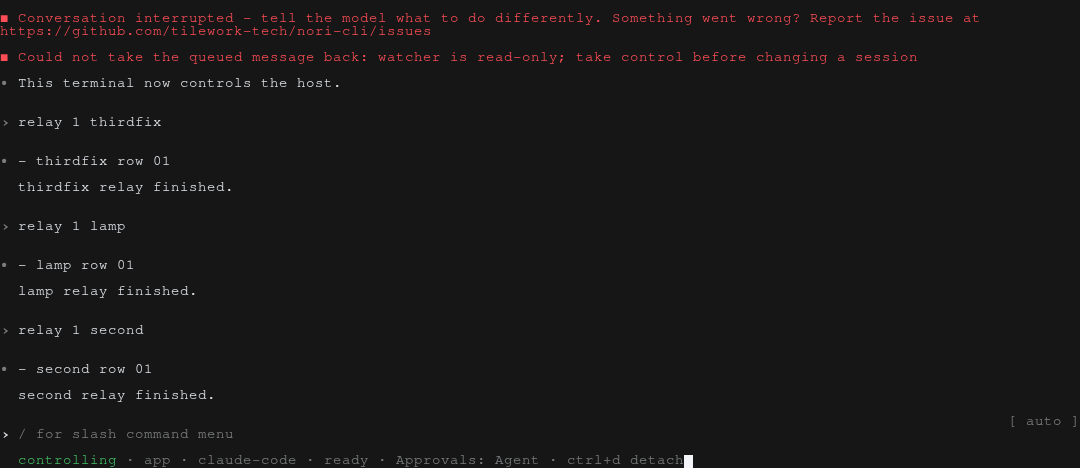 ■ Conversation interrupted - tell the model what to do differently. Something went wrong? Report the issue at
https://github.com/tilework-tech/nori-cli/issues
■ Could not take the queued message back: watcher is read-only; take control before changing a session
• This terminal now controls the host.
› relay 1 thirdfix
• - thirdfix row 01
thirdfix relay finished.
› relay 1 lamp
• - lamp row 01
lamp relay finished.
› relay 1 second
• - second row 01
second relay finished.
[ auto ]
› / for slash command menu
controlling · app · claude-code · ready · Approvals: Agent · ctrl+d detach